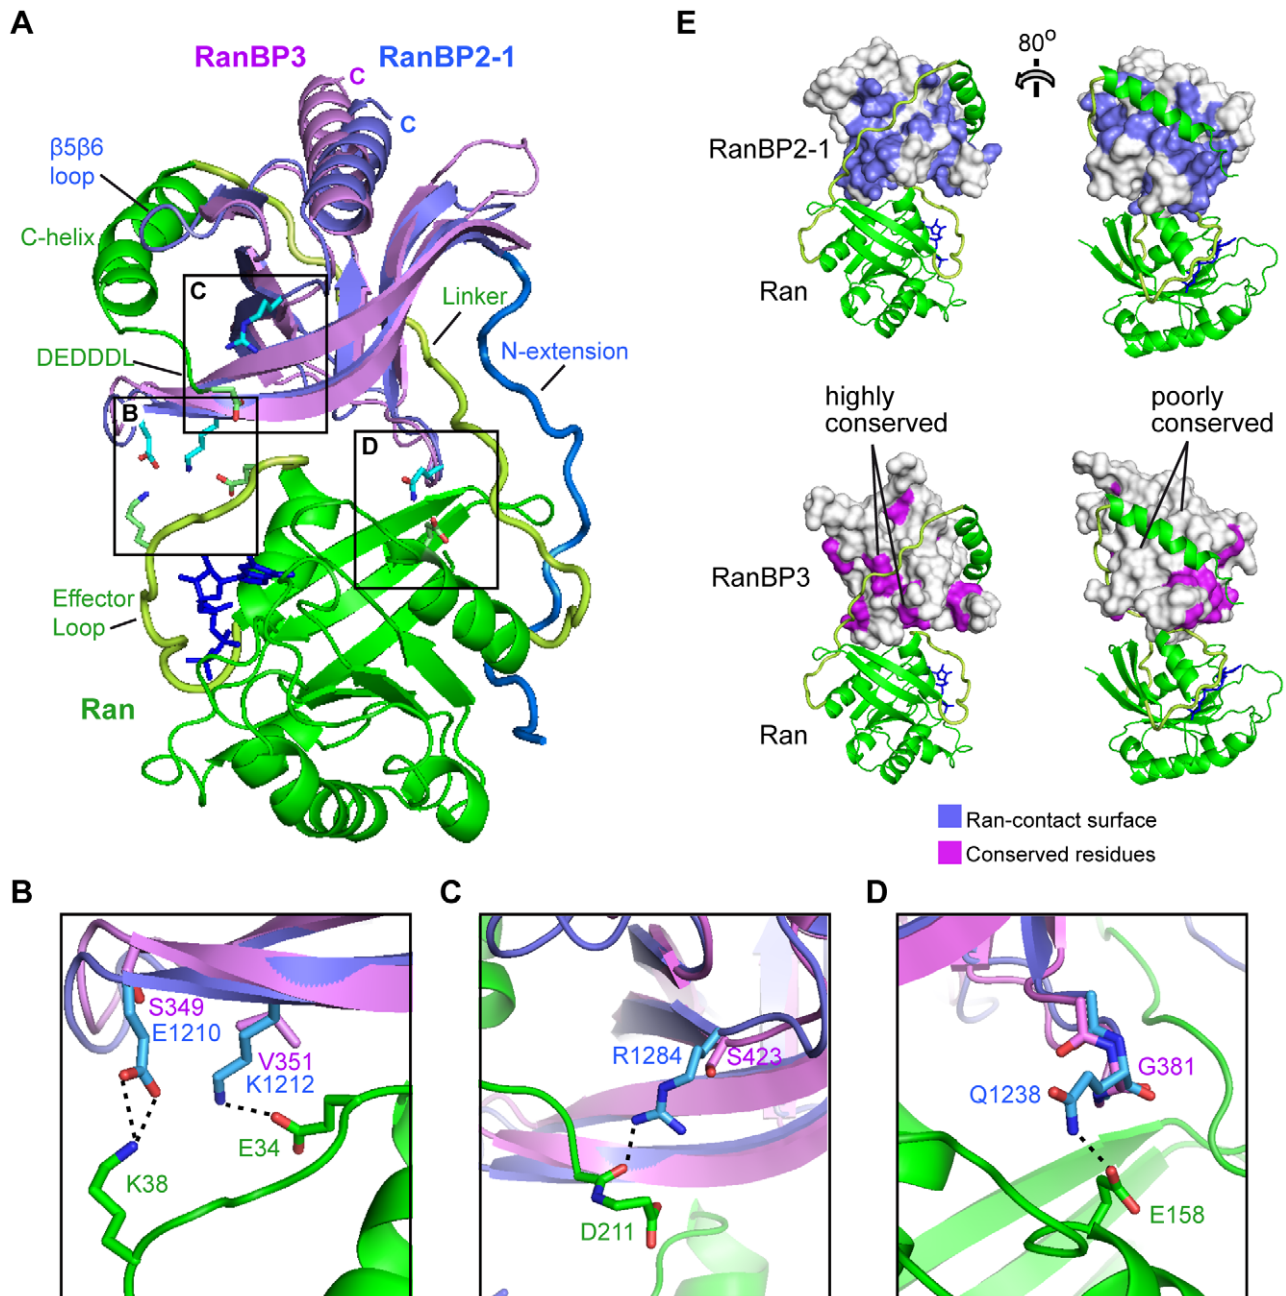 A
RanBP3
RanBP2-1
C
C
β5β6
loop
C-helix
C
Linker
DEDDDL
N-extension
B
D
Effector
Loop
Ran
E
80o
RanBP2-1
Ran
highly
conserved
poorly
conserved
RanBP3
Ran
Ran-contact surface
Conserved residues
B
S349
E1210
V351
K1212
E34
K38
C
R1284
S423
D211
D
G381
Q1238
E158